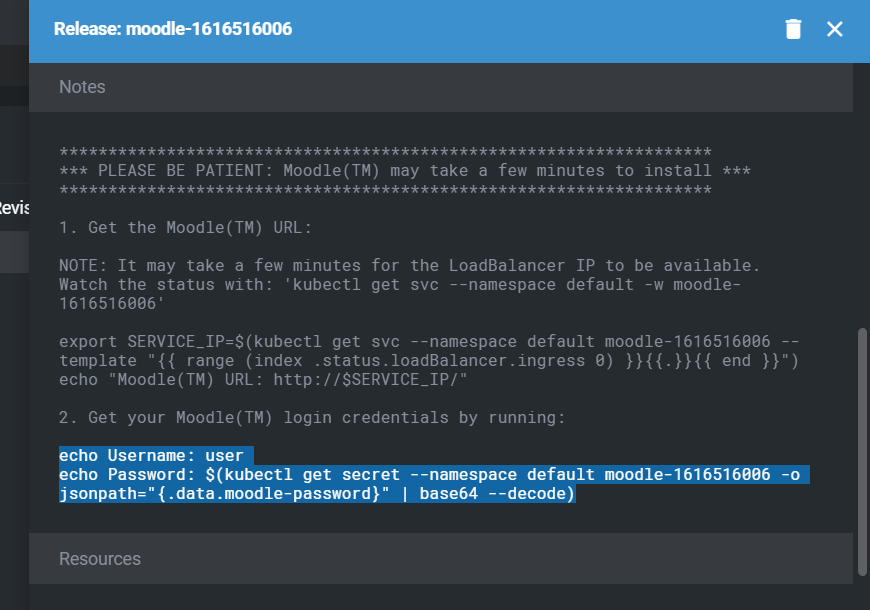 Release: moodle-1616516006
Notes
*******************************************************************
*** PLEASE BE PATIENT: Moodle(TM) may take a few minutes to install ***
*******************************************************************
Revis
1. Get the Moodle(TM) URL:
NOTE: It may take a few minutes for the LoadBalancer IP to be available.
Watch the status with: 'kubectl get svc --namespace default -w moodle-
1616516006'
export SERVICE_IP=$(kubectl get svc --namespace default moodle-1616516006 --
template "{{ range (index .status.loadBalancer.ingress 0) }}{{.}}{{ end }}")
echo "Moodle(TM) URL: http://$SERVICE_IP/"
2. Get your Moodle(TM) login credentials by running:
echo Username: user
echo Password: $(kubectl get secret --namespace default moodle-1616516006 -o
jsonpath="{.data.moodle-password}" | base64 --decode)
Resources